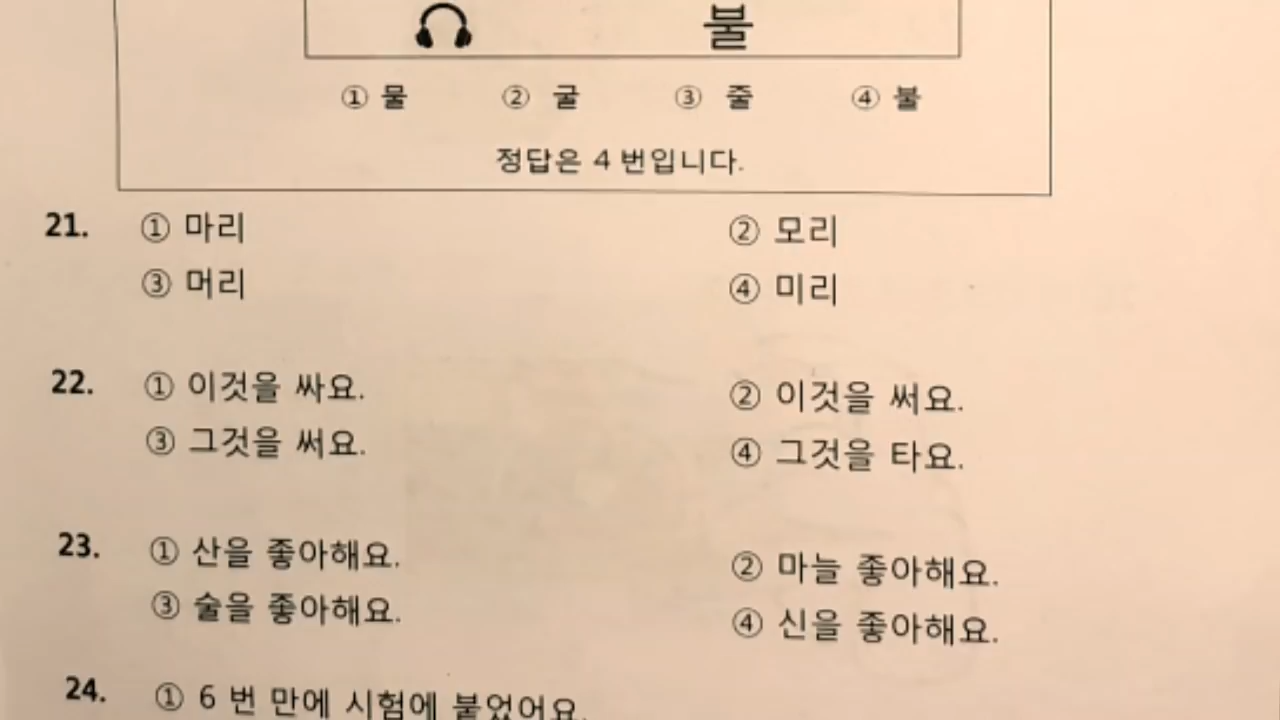 불
① 물 ② 굴 ③ 줄 ④ 불
정답은 4 번입니다.
21. ① 마리 ② 모리
③ 머리 ④ 미리
22. ① 이것을 싸요. ② 이것을 써요.
③ 그것을 써요. ④ 그것을 타요.
23. ① 산을 좋아해요. ② 마늘 좋아해요.
③ 술을 좋아해요. ④ 신을 좋아해요.
24. ① 6 번 만에 시험에 붙었어요.